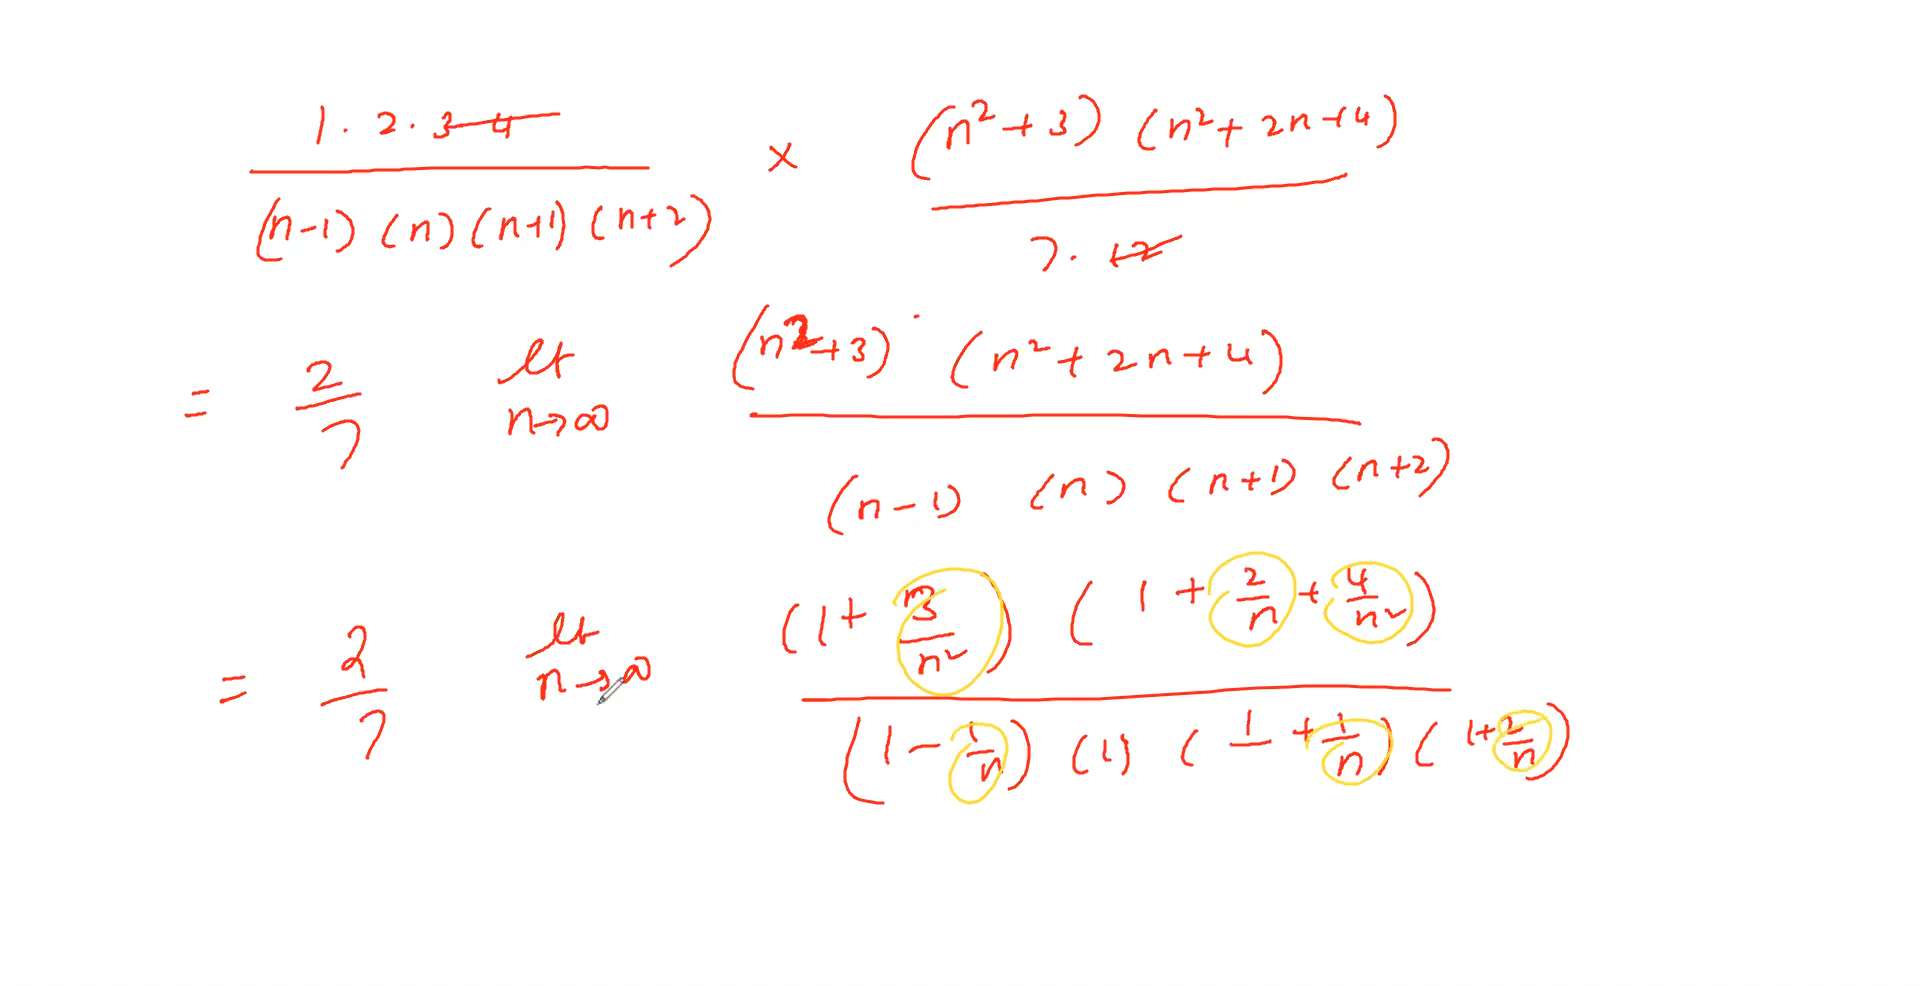 1 . 2 . 3 4 × (n²+3) (n²+2n+4)
(n-1) (n) (n+1) (n+2) 7 . 12
= 2/7 lt n→∞ (n²+3) (n²+2n+4)
(n-1) (n) (n+1) (n+2)
= 2/7 lt n→∞ (1+3/n²) (1+2/n+4/n²)
(1-1/n) (1) (1+1/n) (1+2/n)